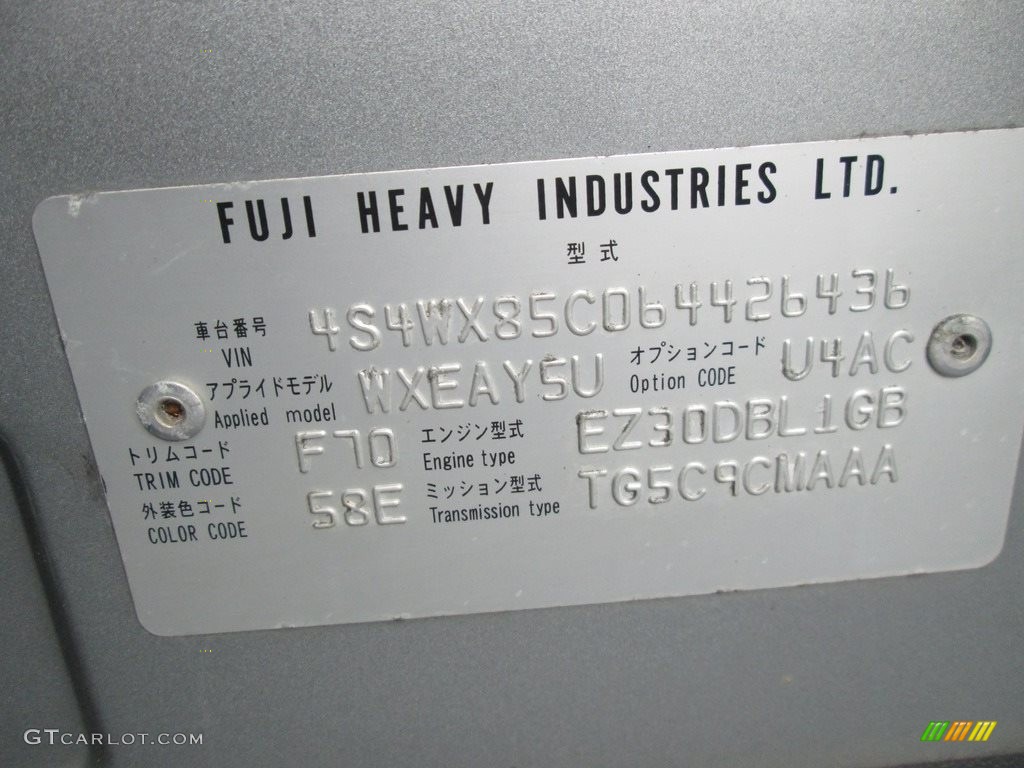 FUJI HEAVY INDUSTRIES LTD.
型式
車台番号 VIN 4S4WX85C064426436
アプライドモデル Applied model WXEAY5U オプションコード Option CODE U4AC
トリムコード TRIM CODE F70 エンジン型式 Engine type EZ30DBL1GB
外装色コード COLOR CODE 58E ミッション型式 Transmission type TG5C9CMAAA
GTCARLOT.COM